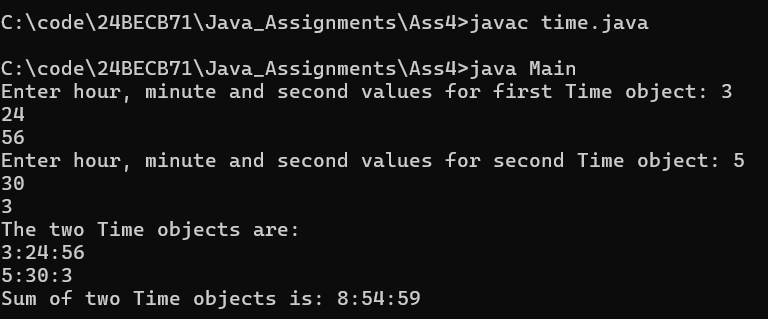 C:\code\24BECB71\Java_Assignments\Ass4>javac time.java
C:\code\24BECB71\Java_Assignments\Ass4>java Main
Enter hour, minute and second values for first Time object: 3
24
56
Enter hour, minute and second values for second Time object: 5
30
3
The two Time objects are:
3:24:56
5:30:3
Sum of two Time objects is: 8:54:59